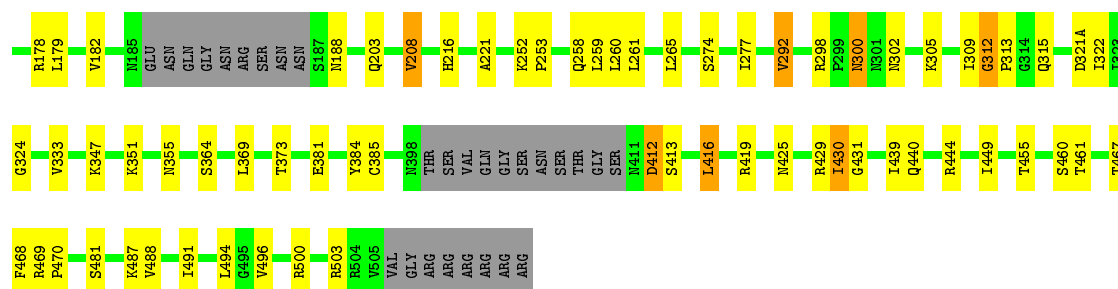 R178 L179 V182 N185 GLU ASN GLN GLY ASN ARG SER ASN ASN S187 N188 Q203 V208 H216 A221 K252 P253 Q258 L259 L260 L261 L265 S274 I277 V292 R298 P299 N300 N301 N302 K305 I309 G312 P313 G314 Q315 D321A I322 I323
G324 V333 K347 K351 N355 S364 L369 T373 E381 Y384 C385 N398 THR SER VAL GLN GLY SER ASN SER THR GLY SER N411 D412 S413 L416 R419 N425 R429 I430 G431 I439 Q440 R444 I449 T455 S460 T461 T467
F468 R469 P470 S481 K487 V488 I491 L494 G495 V496 R500 R503 R504 V505 VAL GLY ARG ARG ARG ARG ARG ARG